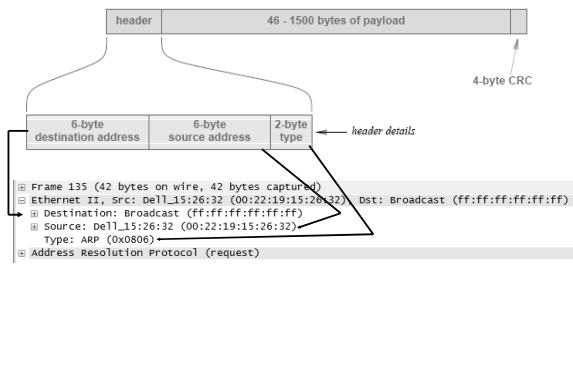 header
46 - 1500 bytes of payload
4-byte CRC
6-byte
destination address
6-byte
source address
2-byte
type
header details
Frame 135 (42 bytes on wire, 42 bytes captured)
Ethernet II, Src: Dell_15:26:32 (00:22:19:15:26:32), Dst: Broadcast (ff:ff:ff:ff:ff:ff)
Destination: Broadcast (ff:ff:ff:ff:ff:ff)
Source: Dell_15:26:32 (00:22:19:15:26:32)
Type: ARP (0x0806)
Address Resolution Protocol (request)